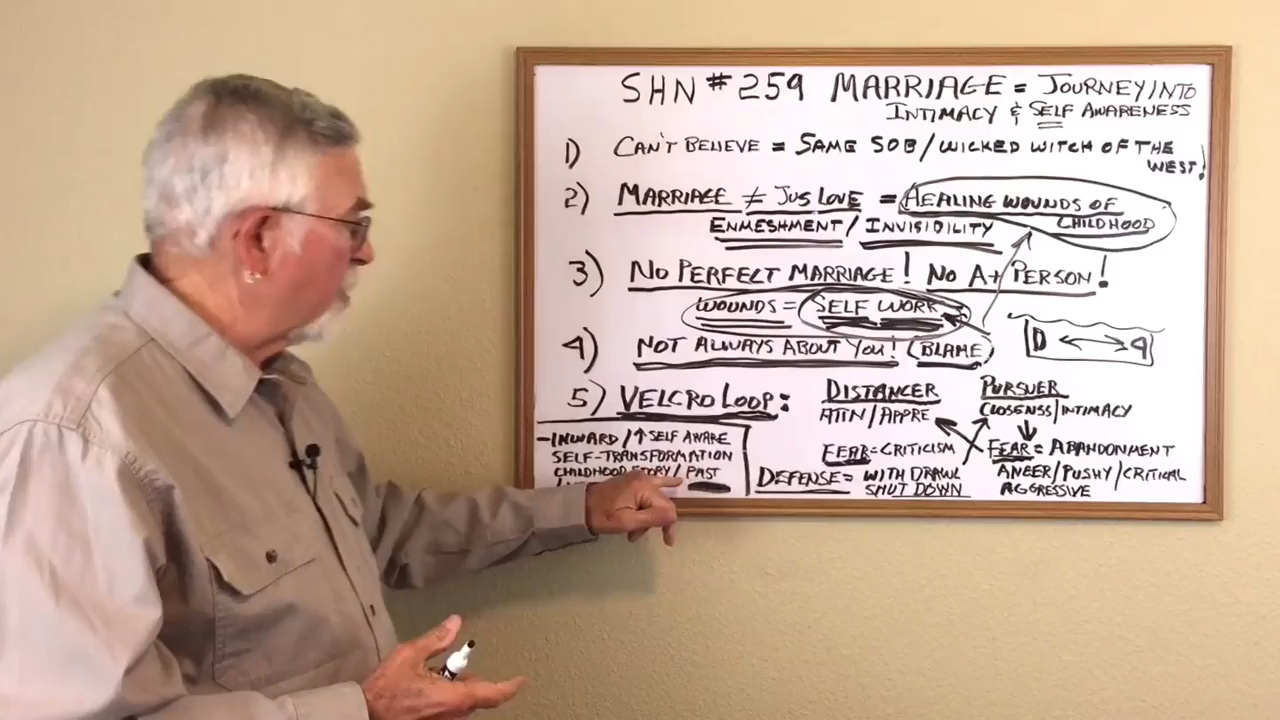 SHN # 259 MARRIAGE = JOURNEY INTO
INTIMACY & SELF AWARENESS
1) CAN'T BELIEVE = SAME SOB / WICKED WITCH OF THE
WEST!
2) MARRIAGE ≠ JUS LOVE = HEALING WOUNDS OF
CHILDHOOD
ENMESHMENT / INVISIBILITY
3) NO PERFECT MARRIAGE! NO A+ PERSON!
WOUNDS = SELF WORK
4) NOT ALWAYS ABOUT YOU! (BLAME)
D ↔
5) VELCRO LOOP:
DISTANCER
ATTN / APPRE
FEAR = CRITICISM
DEFENSE = WITH DRAWL
SHUT DOWN
PURSUER
CLOSENSS / INTIMACY
FEAR = ABANDONMENT
ANGER / PUSHY / CRITICAL
AGGRESSIVE
- INWARD / ↑ SELF AWARE
SELF-TRANSFORMATION
CHILDHOOD STORY / PAST